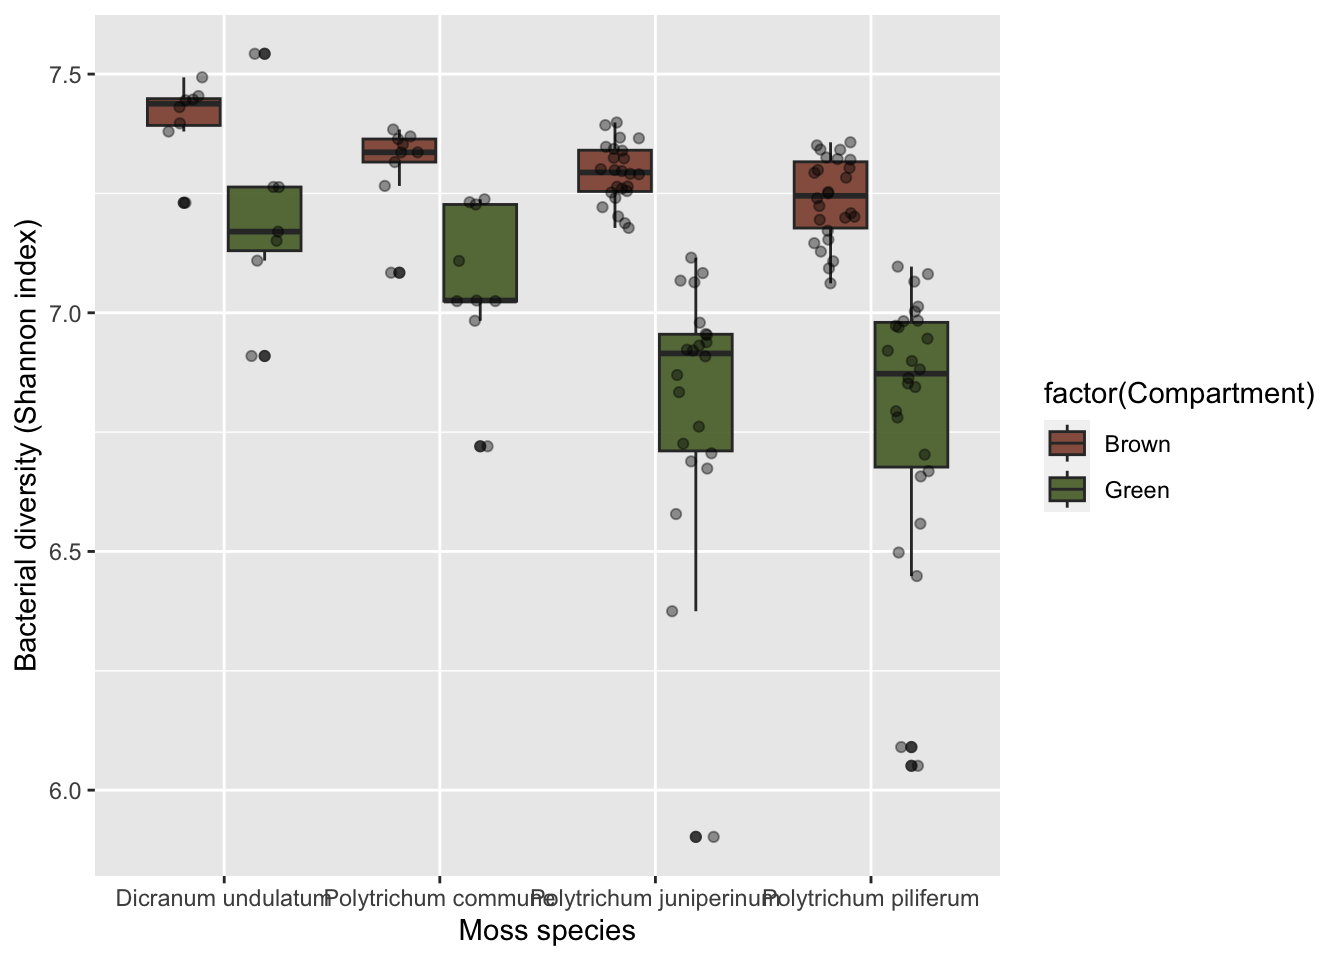 Bacterial diversity (Shannon index)
7.5
7.0
6.5
6.0
Dicranum undulatum
Polytrichum commune
Polytrichum juniperinum
Polytrichum piliferum
Moss species
factor(Compartment)
Brown
Green